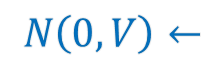 N(0, V) ←